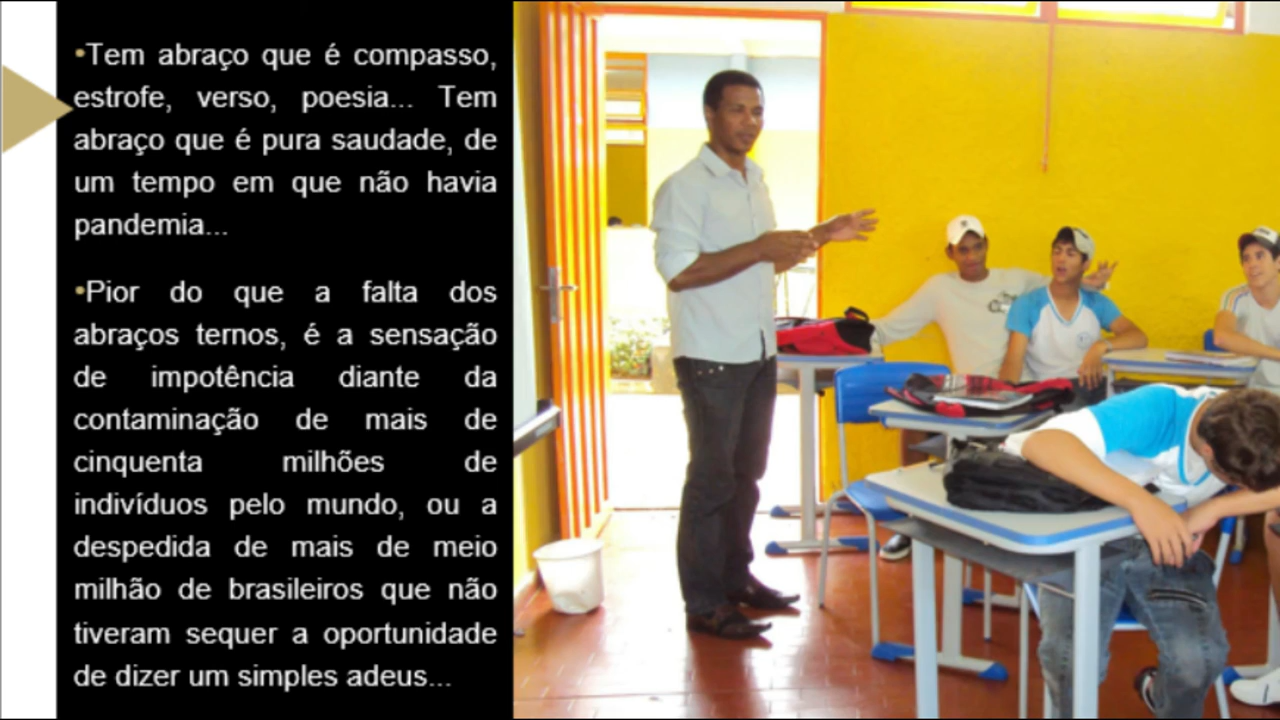 •Tem abraço que é compasso,
estrofe, verso, poesia... Tem
abraço que é pura saudade, de
um tempo em que não havia
pandemia...
•Pior do que a falta dos
abraços ternos, é a sensação
de impotência diante da
contaminação de mais de
cinquenta milhões de
indivíduos pelo mundo, ou a
despedida de mais de meio
milhão de brasileiros que não
tiveram sequer a oportunidade
de dizer um simples adeus...